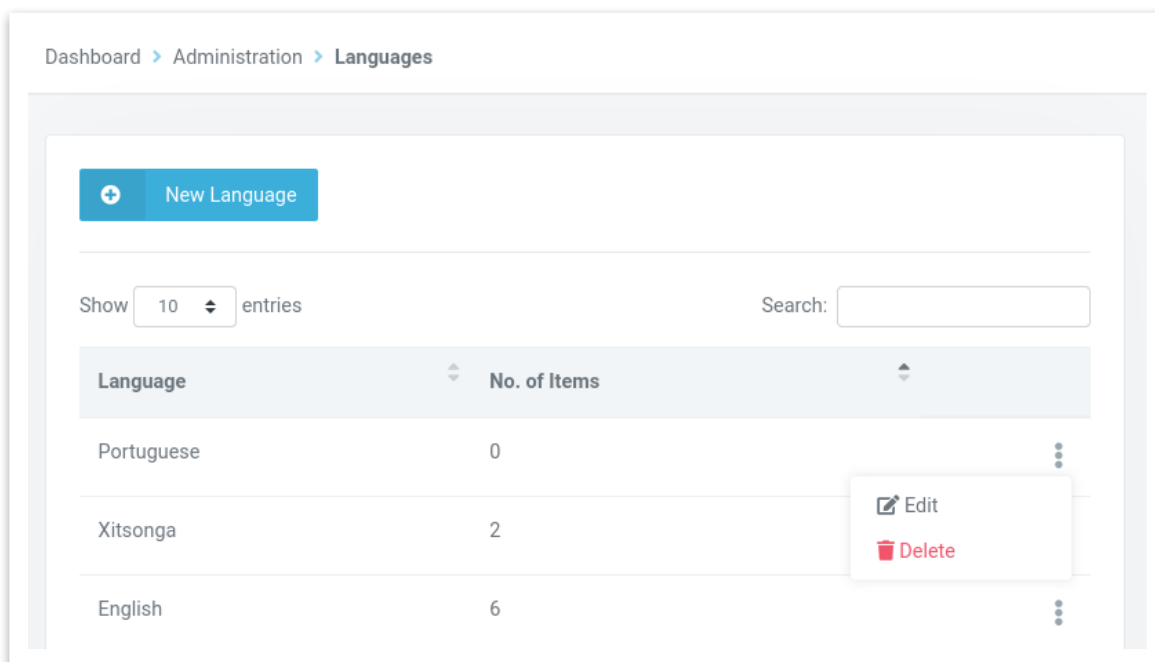 Dashboard > Administration > Languages
New Language
Show 10 entries Search:
Language No. of Items
Portuguese 0
Edit
Xitsonga 2
Delete
English 6